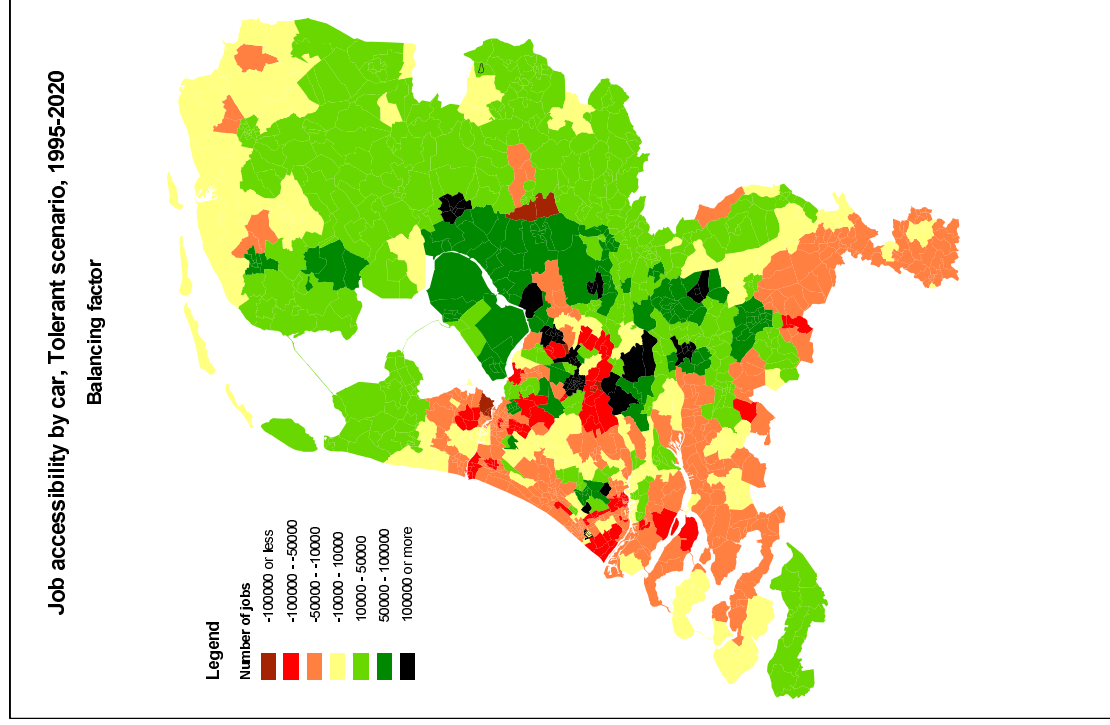 Job accessibility by car, Tolerant scenario, 1995-2020
Balancing factor
Legend
Number of jobs
-100000 or less
-100000 - -50000
-50000 - -10000
-10000 - 10000
10000 - 50000
50000 - 100000
100000 or more